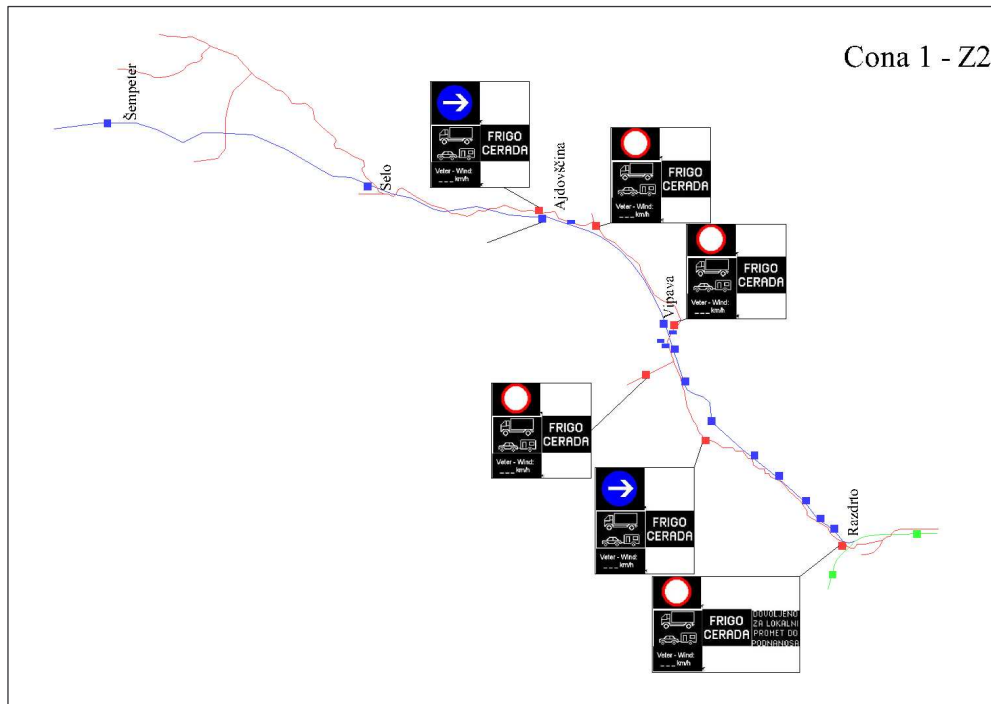 Cona 1 - Z2
Šempeter
Selo
FRIGO
CERADA
Veter - Wind:
_ _ _ km/h
Ajdovščina
FRIGO
CERADA
Veter - Wind:
_ _ _ km/h
FRIGO
CERADA
Veter - Wind:
_ _ _ km/h
Vipava
FRIGO
CERADA
Veter - Wind:
_ _ _ km/h
FRIGO
CERADA
Veter - Wind:
_ _ _ km/h
Razdrto
FRIGO
CERADA
DOVOLJENO
ZA LOKALNI
PROMET DO
PODNANOSA
Veter - Wind:
_ _ _ km/h